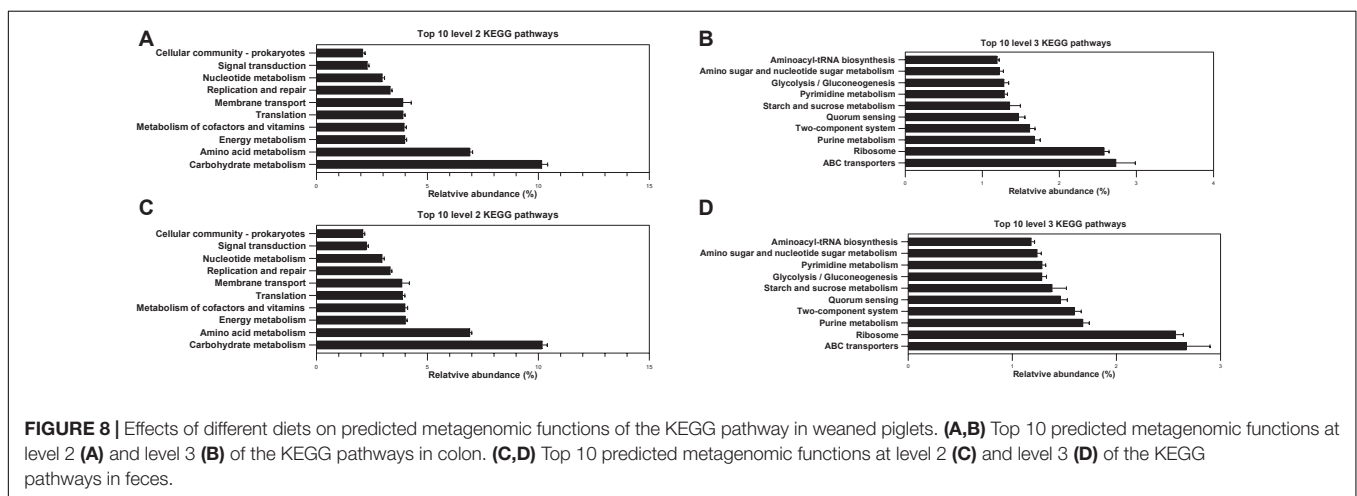 A
Top 10 level 2 KEGG pathways
Cellular community - prokaryotes
Signal transduction
Nucleotide metabolism
Replication and repair
Membrane transport
Translation
Metabolism of cofactors and vitamins
Energy metabolism
Amino acid metabolism
Carbohydrate metabolism
0 5 10 15
Relatrive abundance (%)
B
Top 10 level 3 KEGG pathways
Aminoacyl-tRNA biosynthesis
Amino sugar and nucleotide sugar metabolism
Glycolysis / Gluconeogenesis
Pyrimidine metabolism
Starch and sucrose metabolism
Quorum sensing
Two-component system
Purine metabolism
Ribosome
ABC transporters
0 1 2 3 4
Relative abundance (%)
C
Top 10 level 2 KEGG pathways
Cellular community - prokaryotes
Signal transduction
Nucleotide metabolism
Replication and repair
Membrane transport
Translation
Metabolism of cofactors and vitamins
Energy metabolism
Amino acid metabolism
Carbohydrate metabolism
0 5 10 15
Relatrive abundance (%)
D
Top 10 level 3 KEGG pathways
Aminoacyl-tRNA biosynthesis
Amino sugar and nucleotide sugar metabolism
Pyrimidine metabolism
Glycolysis / Gluconeogenesis
Starch and sucrose metabolism
Quorum sensing
Two-component system
Purine metabolism
Ribosome
ABC transporters
0 1 2 3
Relative abundance (%)
FIGURE 8 | Effects of different diets on predicted metagenomic functions of the KEGG pathway in weaned piglets. (A,B) Top 10 predicted metagenomic functions at
level 2 (A) and level 3 (B) of the KEGG pathways in colon. (C,D) Top 10 predicted metagenomic functions at level 2 (C) and level 3 (D) of the KEGG
pathways in feces.